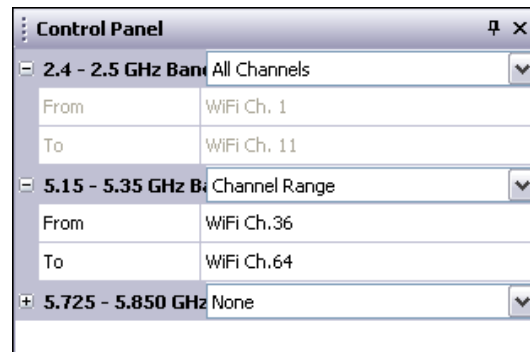 Control Panel
2.4 - 2.5 GHz Band All Channels
From WiFi Ch. 1
To WiFi Ch. 11
5.15 - 5.35 GHz Ba Channel Range
From WiFi Ch.36
To WiFi Ch.64
5.725 - 5.850 GHz None